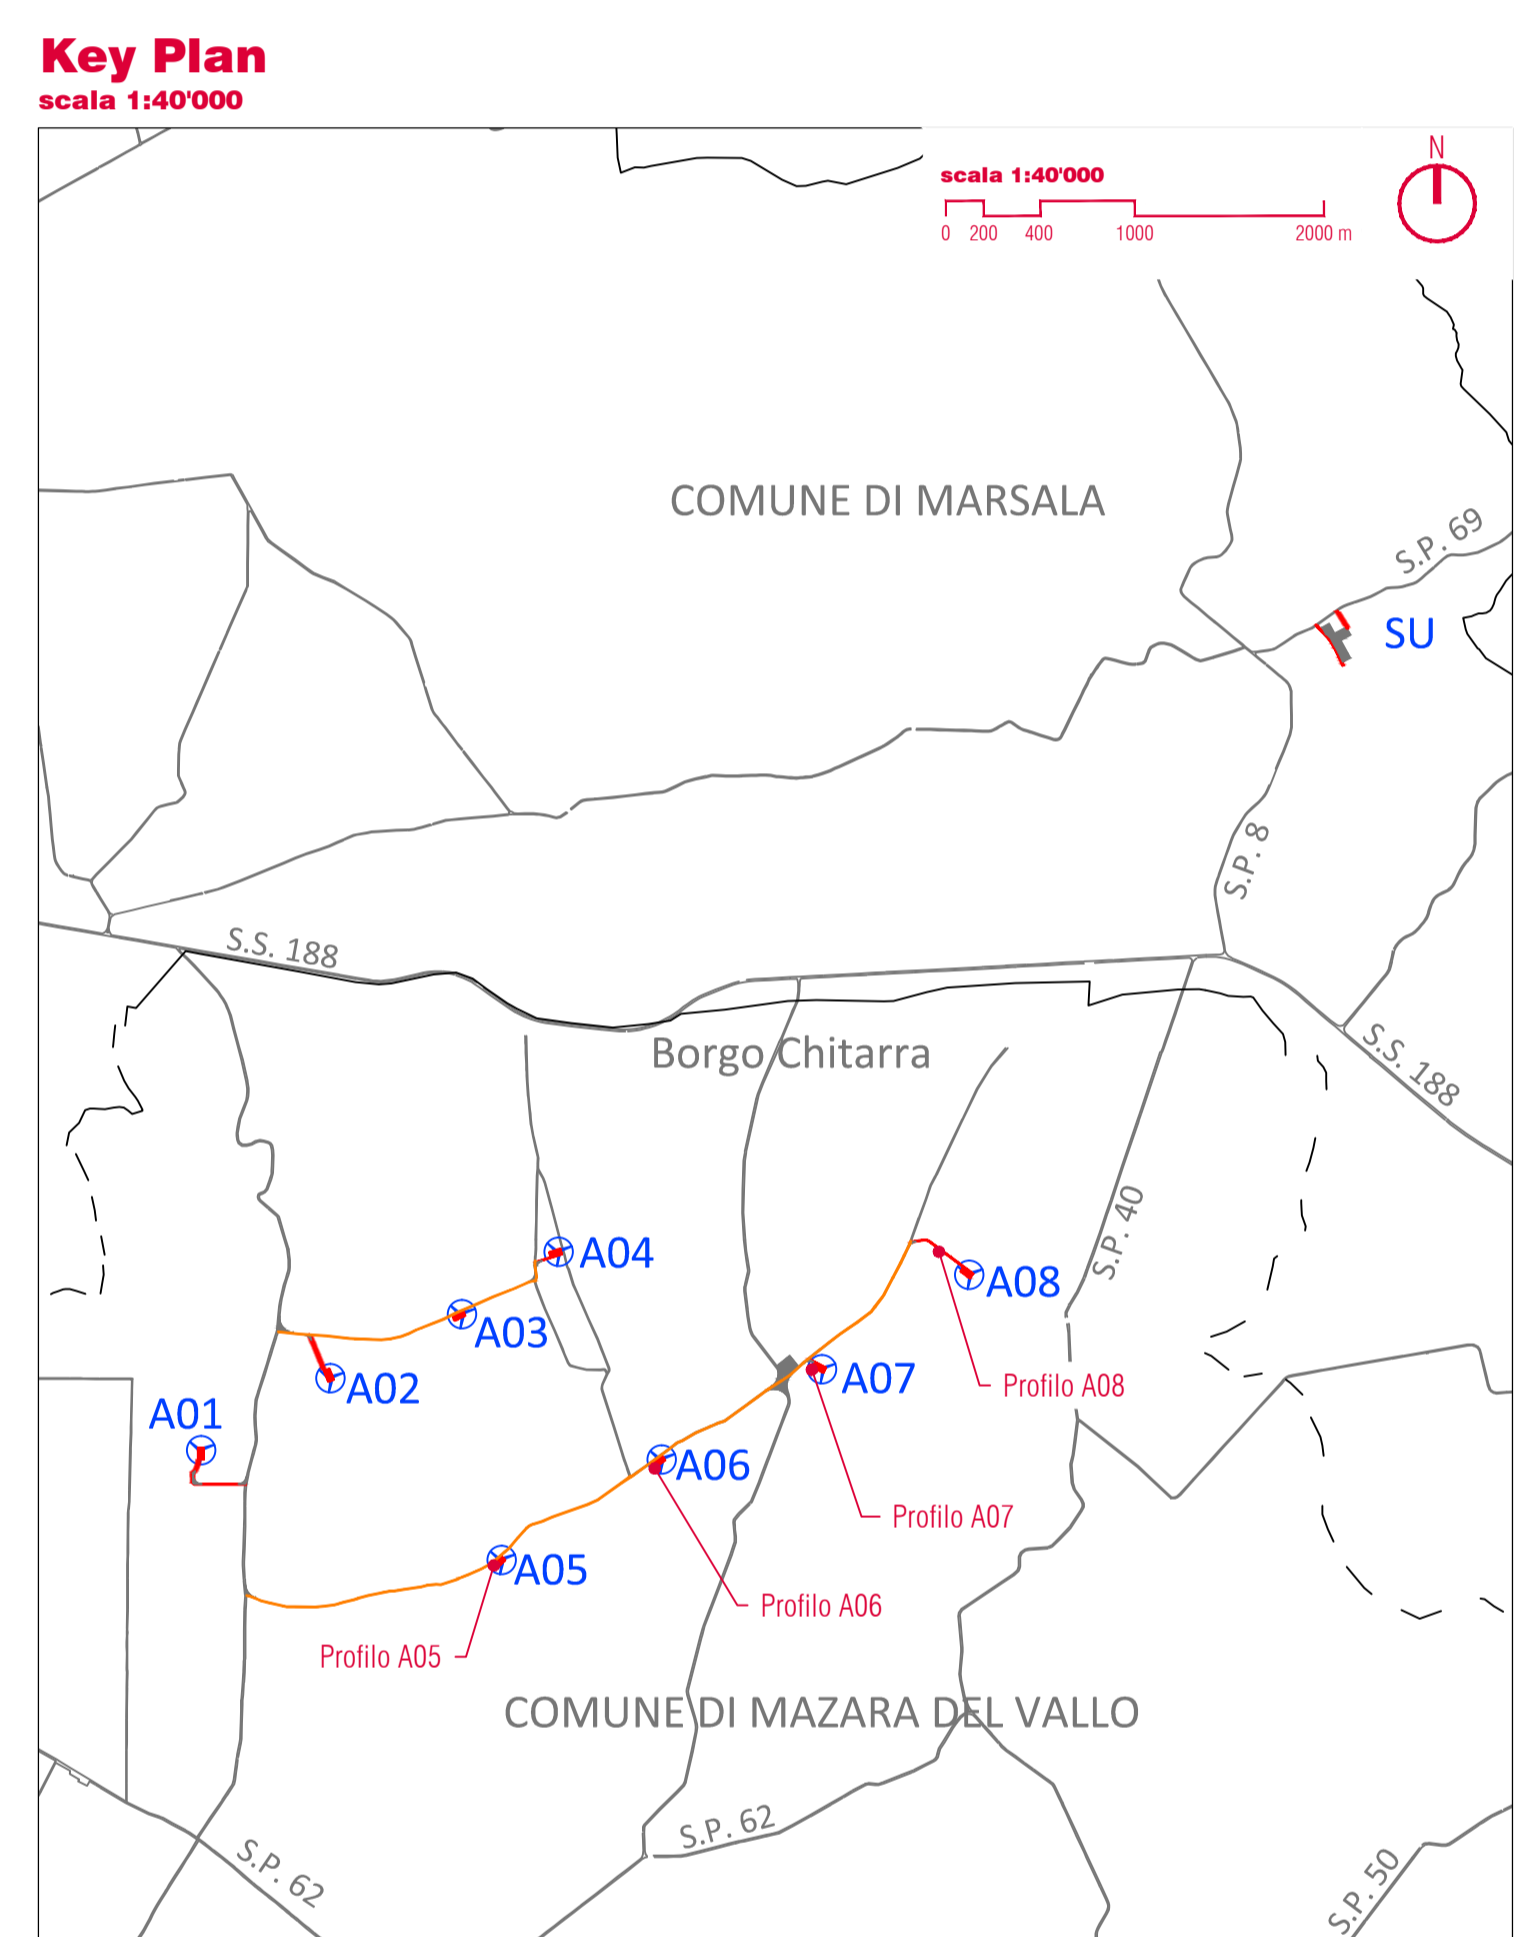 Key Plan
scala 1:40'000
scala 1:40'000
N
0 200 400 1000 2000 m
COMUNE DI MARSALA
S.P. 69
SU
S.P. 8
S.S. 188
Borgo Chitarra
S.S. 188
S.P. 40
A04
A08
A03
A07
Profilo A08
A02
A01
A06
Profilo A07
A05
Profilo A06
Profilo A05
COMUNE DI MAZARA DEL VALLO
S.P. 62
S.P. 62
S.P. 50